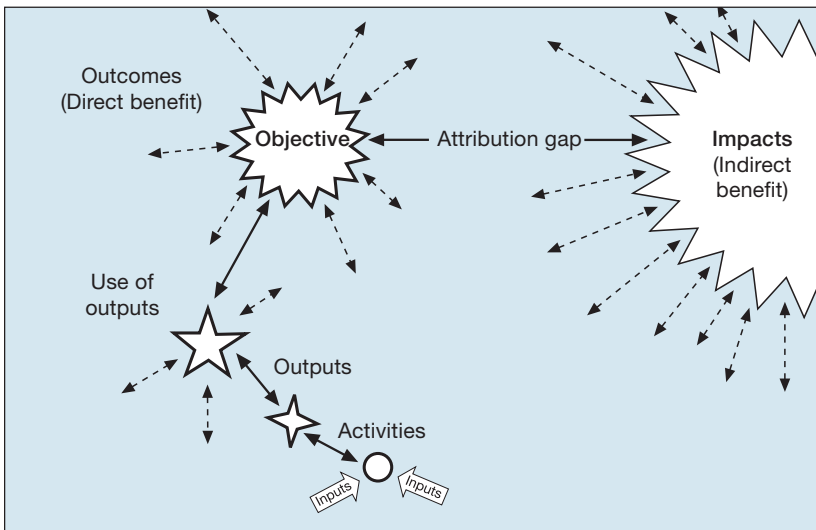 Outcomes
(Direct benefit)
Objective
Attribution gap
Impacts
(Indirect
benefit)
Use of
outputs
Outputs
Activities
Inputs
Inputs